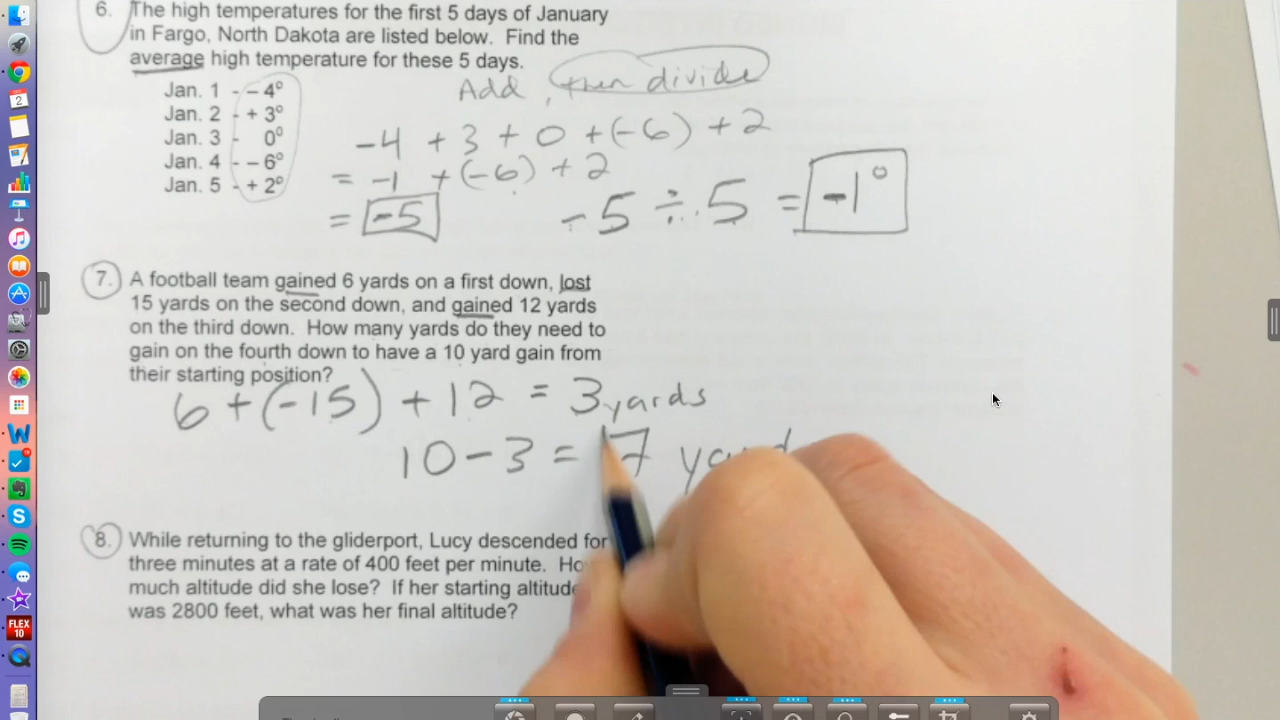 6. The high temperatures for the first 5 days of January
in Fargo, North Dakota are listed below. Find the
average high temperature for these 5 days.
Add, then divide
Jan. 1 - - 4°
Jan. 2 - + 3°
Jan. 3 - 0°
Jan. 4 - - 6°
Jan. 5 - + 2°
-4 + 3 + 0 + (-6) + 2
= -1 + (-6) + 2
= -5
-5 ÷ 5 = -1°
7. A football team gained 6 yards on a first down, lost
15 yards on the second down, and gained 12 yards
on the third down. How many yards do they need to
gain on the fourth down to have a 10 yard gain from
their starting position?
6 + (-15) + 12 = 3 yards
10 - 3 = 7
8. While returning to the gliderport, Lucy descended for
three minutes at a rate of 400 feet per minute.
much altitude did she lose? If her starting altitude
was 2800 feet, what was her final altitude?
2
FLEX
10